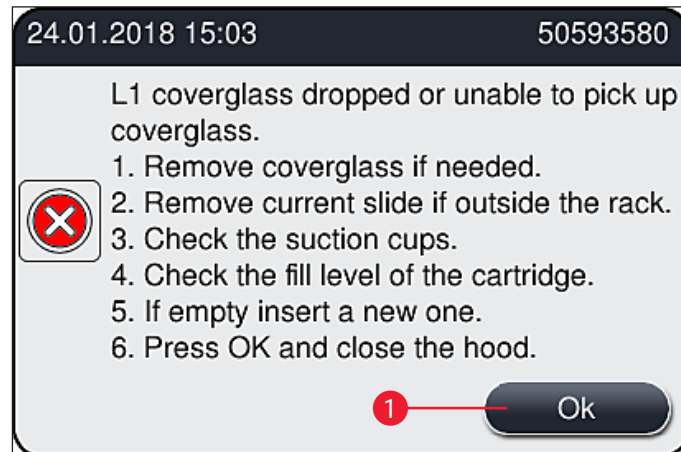 24.01.2018 15:03 50593580
L1 coverglass dropped or unable to pick up
coverglass.
1. Remove coverglass if needed.
2. Remove current slide if outside the rack.
3. Check the suction cups.
4. Check the fill level of the cartridge.
5. If empty insert a new one.
6. Press OK and close the hood.
1 Ok